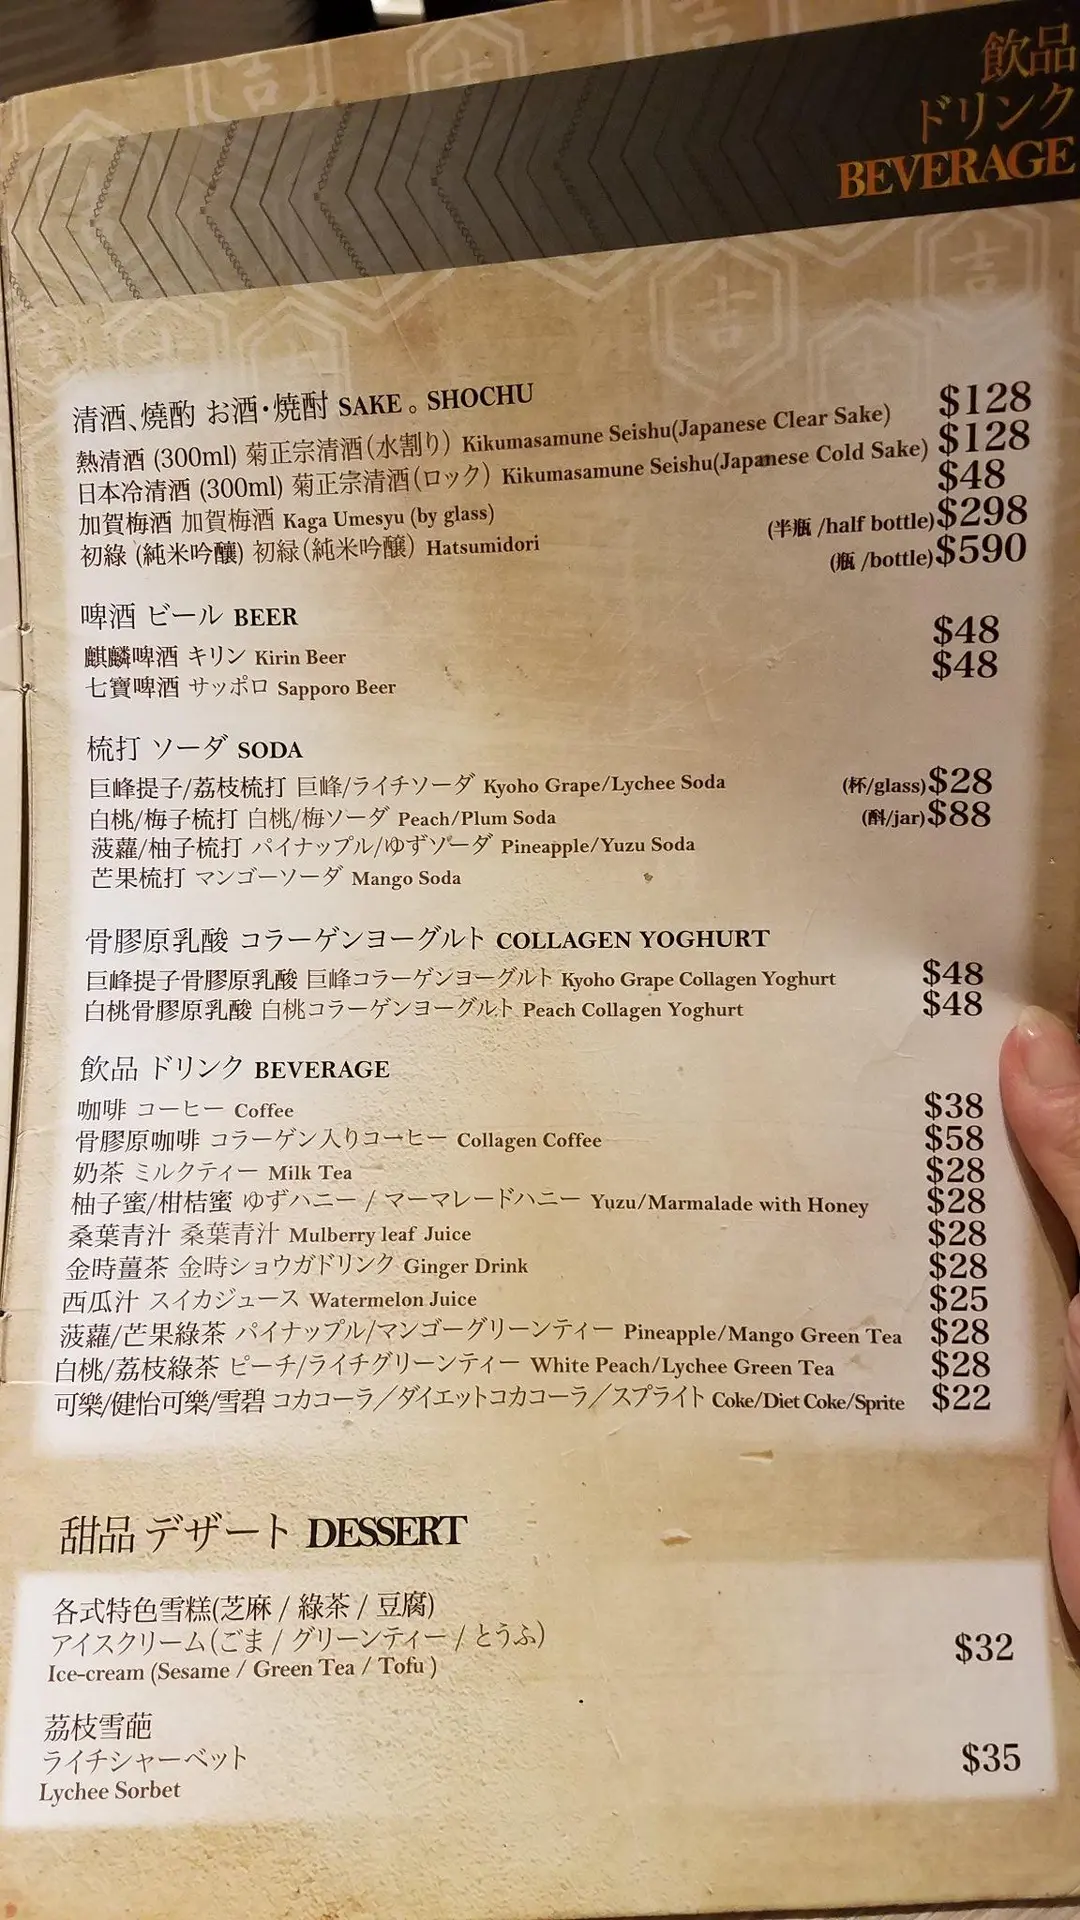 飲品
ドリンク
BEVERAGE
清酒、燒酌 お酒・焼酎 SAKE。SHOCHU
熱清酒 (300ml) 菊正宗清酒(水割り) Kikumasamune Seishu(Japanese Clear Sake) $128
日本冷清酒 (300ml) 菊正宗清酒(ロック) Kikumasamune Seishu(Japanese Cold Sake) $128
加賀梅酒 加賀梅酒 Kaga Umesyu (by glass) $48
初綠 (純米吟釀) 初緑(純米吟醸) Hatsumidori (半瓶 /half bottle)$298
(瓶 /bottle)$590
啤酒 ビール BEER
麒麟啤酒 キリン Kirin Beer $48
七寶啤酒 サッポロ Sapporo Beer $48
梳打 ソーダ SODA
巨峰提子/荔枝梳打 巨峰/ライチソーダ Kyoho Grape/Lychee Soda (杯/glass)$28
白桃/梅子梳打 白桃/梅ソーダ Peach/Plum Soda (酙/jar)$88
菠蘿/柚子梳打 パイナップル/ゆずソーダ Pineapple/Yuzu Soda
芒果梳打 マンゴーソーダ Mango Soda
骨膠原乳酸 コラーゲンヨーグルト COLLAGEN YOGHURT
巨峰提子骨膠原乳酸 巨峰コラーゲンヨーグルト Kyoho Grape Collagen Yoghurt $48
白桃骨膠原乳酸 白桃コラーゲンヨーグルト Peach Collagen Yoghurt $48
飲品 ドリンク BEVERAGE
咖啡 コーヒー Coffee $38
骨膠原咖啡 コラーゲン入りコーヒー Collagen Coffee $58
奶茶 ミルクティー Milk Tea $28
柚子蜜/柑桔蜜 ゆずハニー / マーマレードハニー Yuzu/Marmalade with Honey $28
桑葉青汁 桑葉青汁 Mulberry leaf Juice $28
金時薑茶 金時ショウガドリンク Ginger Drink $28
西瓜汁 スイカジュース Watermelon Juice $25
菠蘿/芒果綠茶 パイナップル/マンゴーグリーンティー Pineapple/Mango Green Tea $28
白桃/荔枝綠茶 ピーチ/ライチグリーンティー White Peach/Lychee Green Tea $28
可樂/健怡可樂/雪碧 コカコーラ/ダイエットコカコーラ/スプライト Coke/Diet Coke/Sprite $22
甜品 デザート DESSERT
各式特色雪糕(芝麻 / 綠茶 / 豆腐)
アイスクリーム(ごま / グリーンティー / とうふ)
Ice-cream (Sesame / Green Tea / Tofu ) $32
荔枝雪葩
ライチシャーベット
Lychee Sorbet $35